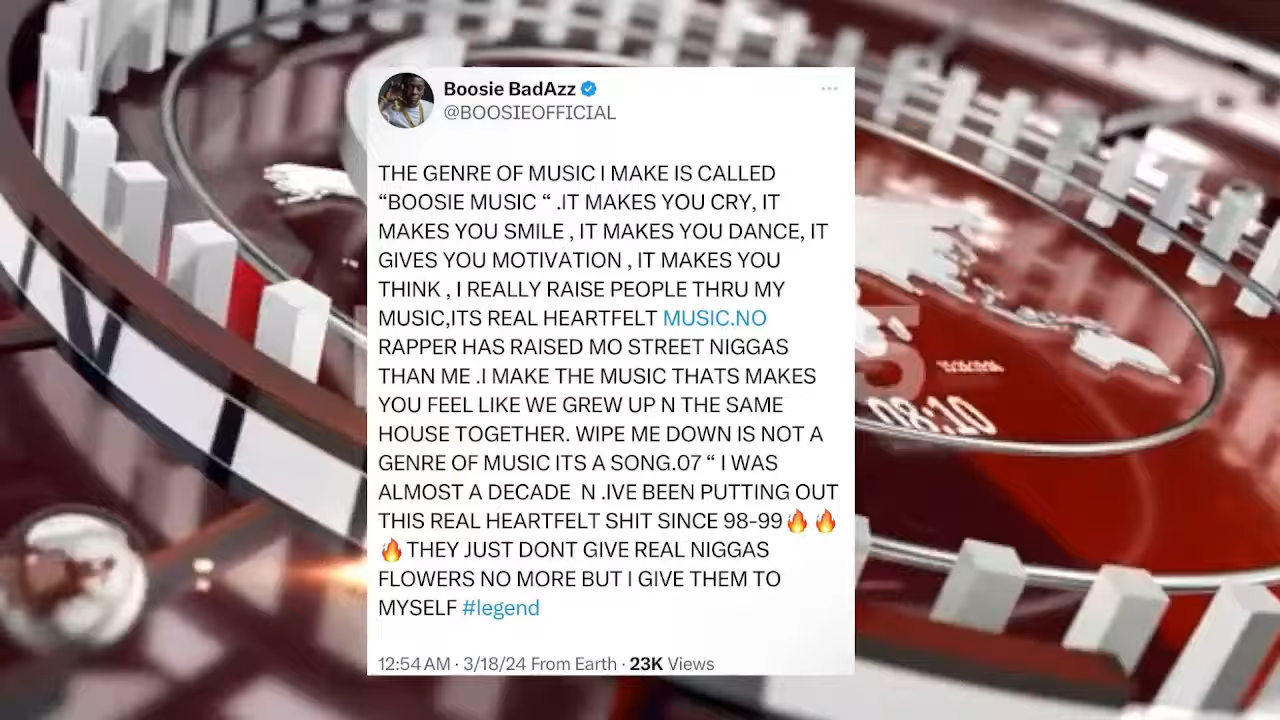 Boosie BadAzz
@BOOSIEOFFICIAL
THE GENRE OF MUSIC I MAKE IS CALLED
“BOOSIE MUSIC “ .IT MAKES YOU CRY, IT
MAKES YOU SMILE , IT MAKES YOU DANCE, IT
GIVES YOU MOTIVATION , IT MAKES YOU
THINK , I REALLY RAISE PEOPLE THRU MY
MUSIC,ITS REAL HEARTFELT MUSIC.NO
RAPPER HAS RAISED MO STREET NIGGAS
THAN ME .I MAKE THE MUSIC THATS MAKES
YOU FEEL LIKE WE GREW UP N THE SAME
HOUSE TOGETHER. WIPE ME DOWN IS NOT A
GENRE OF MUSIC ITS A SONG.07 “ I WAS
ALMOST A DECADE N .IVE BEEN PUTTING OUT
THIS REAL HEARTFELT SHIT SINCE 98-99🔥🔥
🔥THEY JUST DONT GIVE REAL NIGGAS
FLOWERS NO MORE BUT I GIVE THEM TO
MYSELF #legend
12:54 AM · 3/18/24 From Earth · 23K Views
08:10